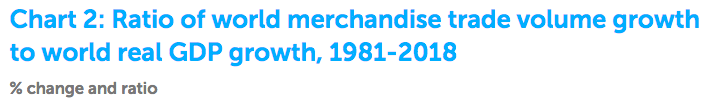 Chart 2: Ratio of world merchandise trade volume growth
to world real GDP growth, 1981-2018
% change and ratio